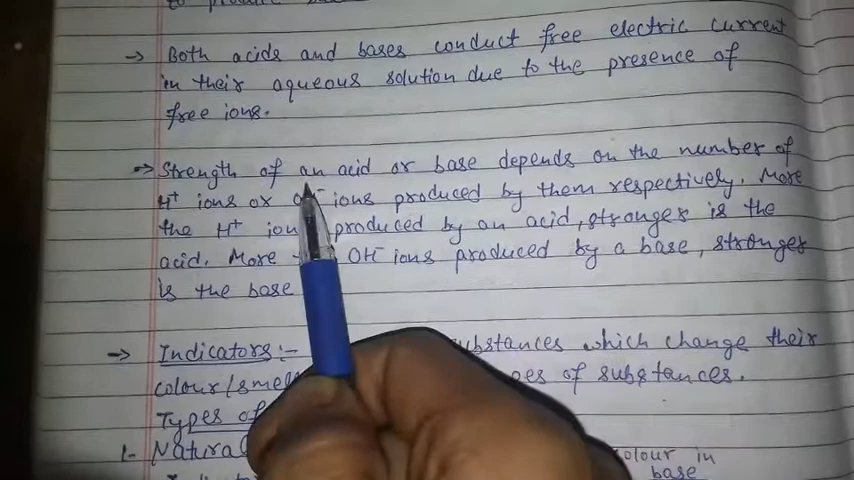 to produce
→ Both acids and bases conduct free electric current
in their aqueous solution due to the presence of
free ions.
→ Strength of an acid or base depends on the number of
H⁺ ions or ions produced by them respectively. More
the H⁺ ion produced by an acid, stronger is the
acid. More OH⁻ ions produced by a base, stronger
is the base
→ Indicators :- substances which change their
colour/smell of substances.
Types of
1- Natural colour in
base